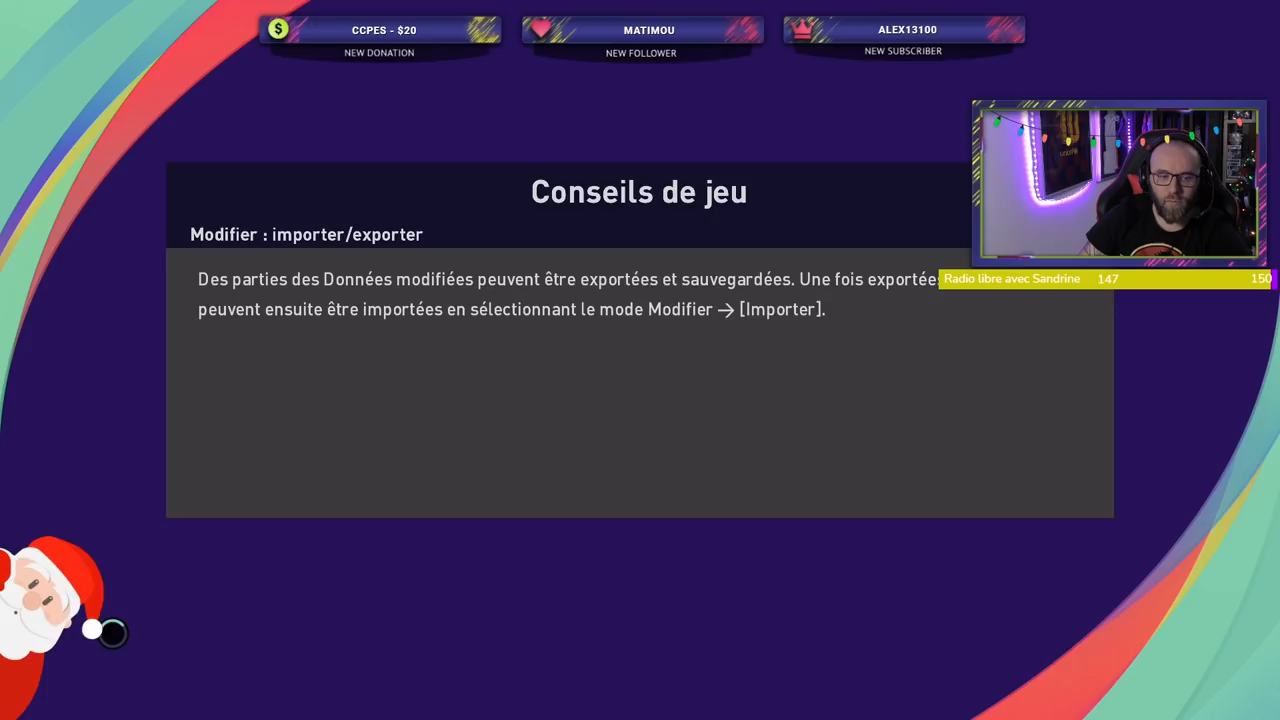 CCPES - $20
NEW DONATION
MATIMOU
NEW FOLLOWER
ALEX13100
NEW SUBSCRIBER
Conseils de jeu
Modifier : importer/exporter
Des parties des Données modifiées peuvent être exportées et sauvegardées. Une fois exportées
peuvent ensuite être importées en sélectionnant le mode Modifier → [Importer].
Radio libre avec Sandrine 147 150